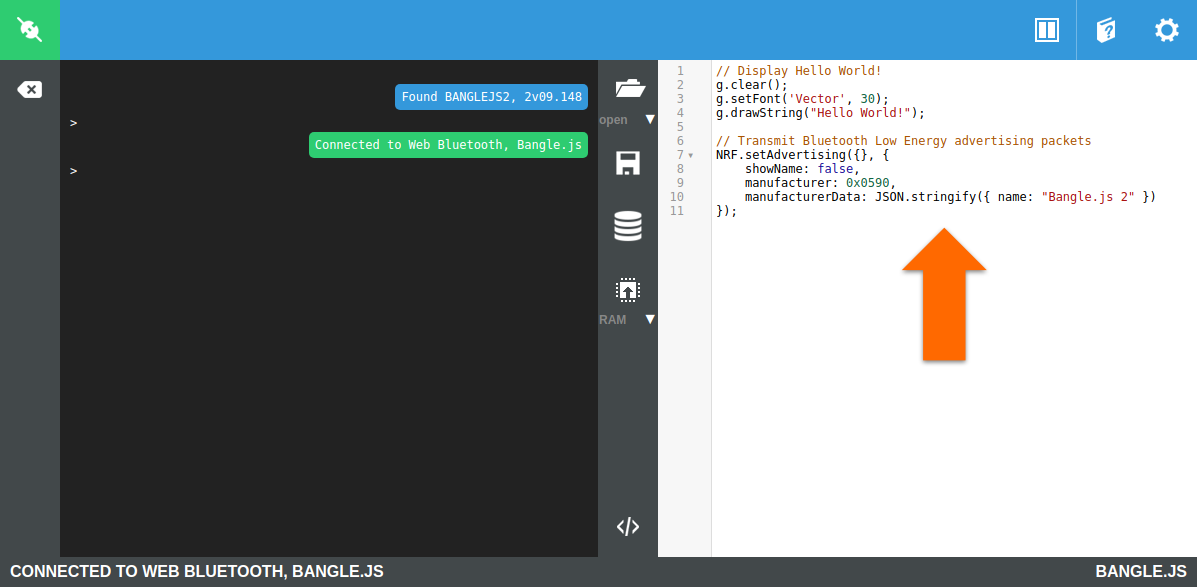 Found BANGLEJS2, 2v09.148
>
Connected to Web Bluetooth, Bangle.js
>
open ▼
RAM ▼
1 // Display Hello World!
2 g.clear();
3 g.setFont('Vector', 30);
4 g.drawString("Hello World!");
5
6 // Transmit Bluetooth Low Energy advertising packets
7 NRF.setAdvertising({}, {
8     showName: false,
9     manufacturer: 0x0590,
10     manufacturerData: JSON.stringify({ name: "Bangle.js 2" })
11 });
CONNECTED TO WEB BLUETOOTH, BANGLE.JS
BANGLE.JS